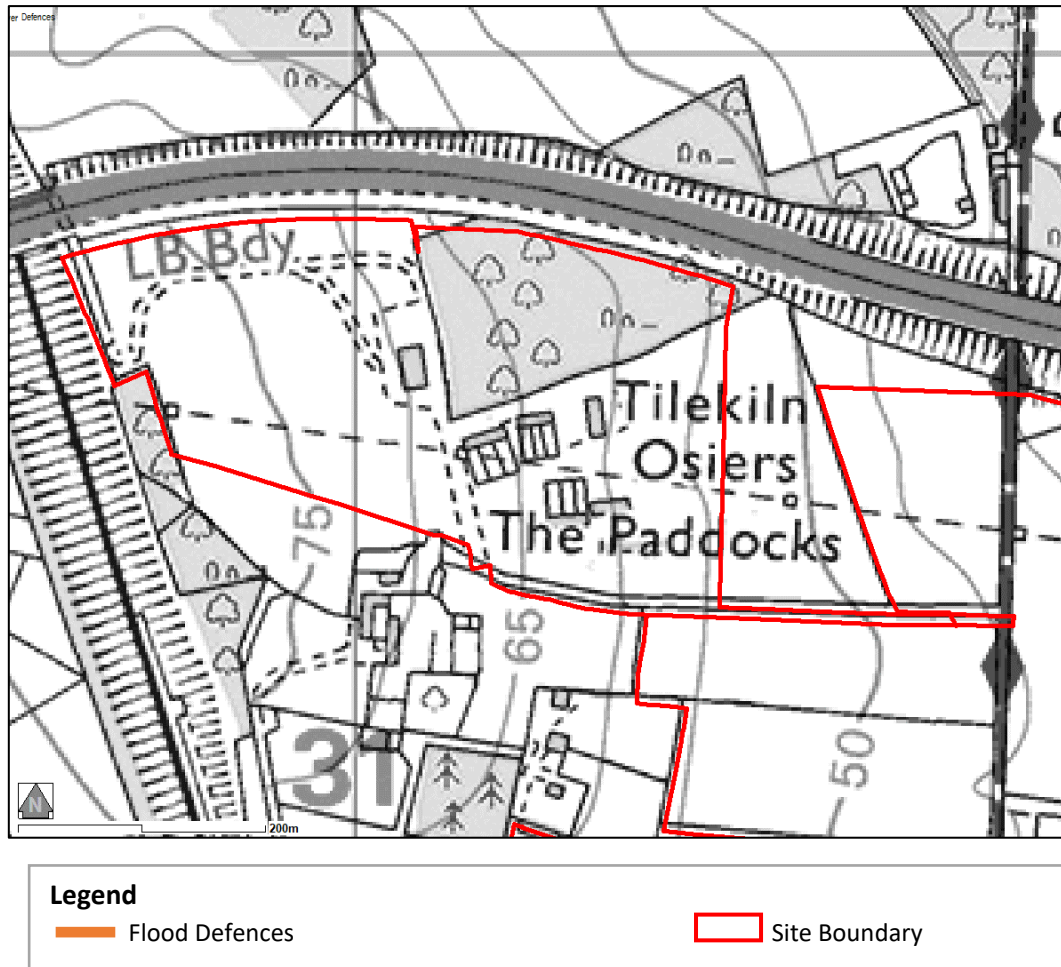 er Defences
LB Bdy
Tilekiln
Osiers
The Paddocks
75
65
31
50
N
200m
Legend
Flood Defences
Site Boundary